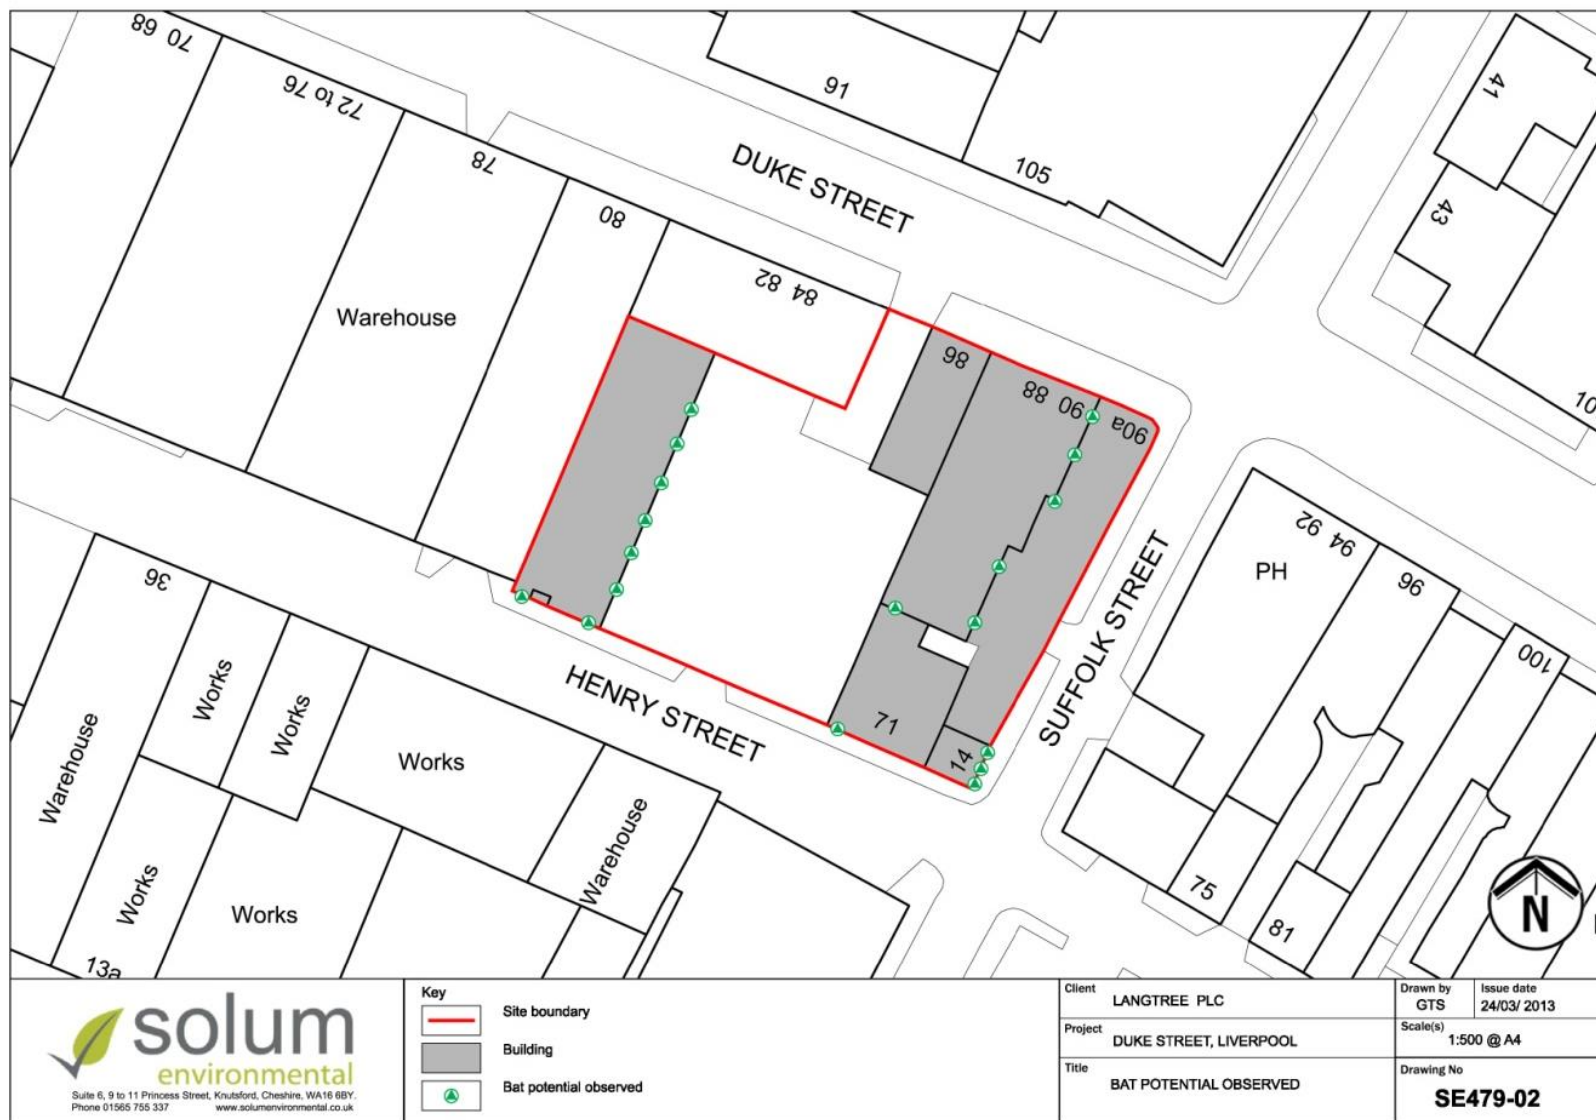 70 68
72 to 76
78
80
84 82
Warehouse
91
105
DUKE STREET
41
43
10
86
90 88
90a
PH
94 92
96
100
SUFFOLK STREET
HENRY STREET
71
14
36
Works
Works
Works
Warehouse
Works
Works
Warehouse
13a
75
81
N
solum
environmental
Suite 6, 9 to 11 Princess Street, Knutsford, Cheshire, WA16 6BY.
Phone 01565 755 337 www.solumenvironmental.co.uk
Key
Site boundary
Building
Bat potential observed
Client
LANGTREE PLC
Project
DUKE STREET, LIVERPOOL
Title
BAT POTENTIAL OBSERVED
Drawn by
GTS
Issue date
24/03/ 2013
Scale(s)
1:500 @ A4
Drawing No
SE479-02